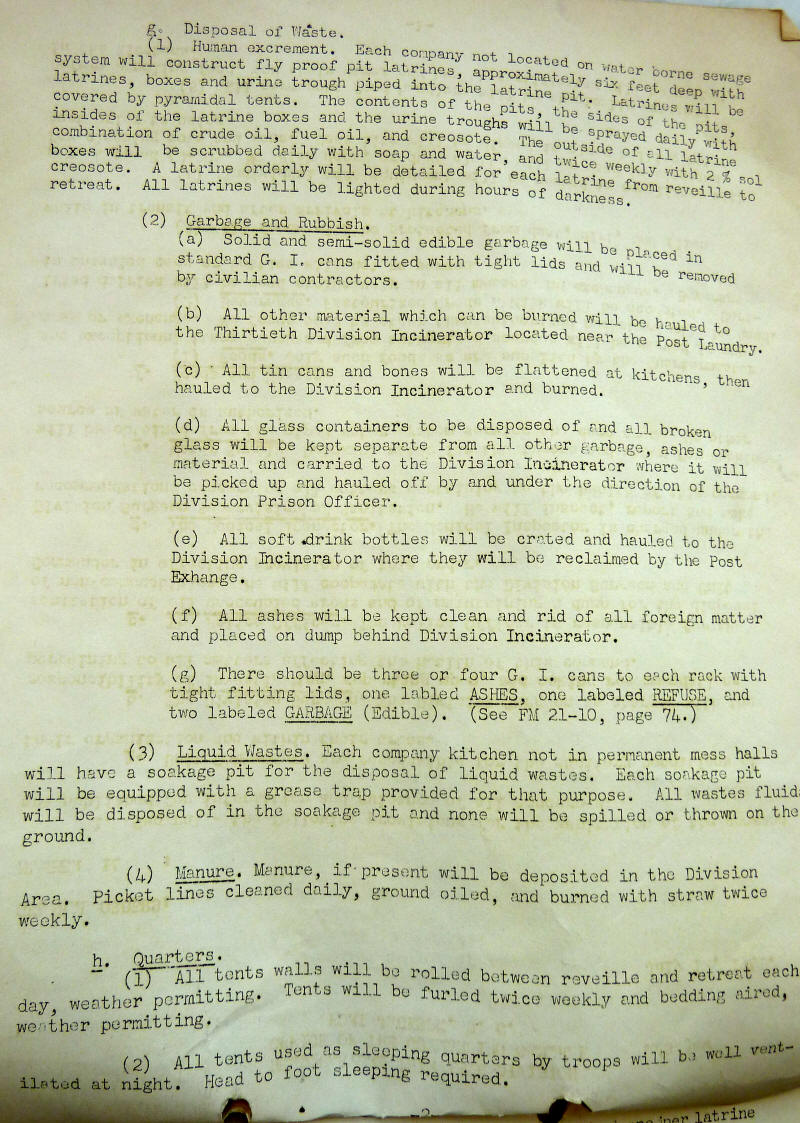 g. Disposal of Waste.
(1) Human excrement. Each company not located on water borne sewage
system will construct fly proof pit latrines, approximately six feet deep with
latrines, boxes and urine trough piped into the latrine pit. Latrines will be
covered by pyramidal tents. The contents of the pits, the sides of the pits,
insides of the latrine boxes and the urine troughs will be sprayed daily with
combination of crude oil, fuel oil, and creosote. The outside of all latrine
boxes will be scrubbed daily with soap and water, and twice weekly with 2 % sol
creosote. A latrine orderly will be detailed for each latrine from reveille to
retreat. All latrines will be lighted during hours of darkness.
(2) Garbage and Rubbish.
(a) Solid and semi-solid edible garbage will be placed in
standard G. I. cans fitted with tight lids and will be removed
by civilian contractors.
(b) All other material which can be burned will be hauled to
the Thirtieth Division Incinerator located near the Post Laundry.
(c) All tin cans and bones will be flattened at kitchens, then
hauled to the Division Incinerator and burned.
(d) All glass containers to be disposed of and all broken
glass will be kept separate from all other garbage, ashes or
material and carried to the Division Incinerator where it will
be picked up and hauled off by and under the direction of the
Division Prison Officer.
(e) All soft drink bottles will be crated and hauled to the
Division Incinerator where they will be reclaimed by the Post
Exhange.
(f) All ashes will be kept clean and rid of all foreign matter
and placed on dump behind Division Incinerator.
(g) There should be three or four G. I. cans to each rack with
tight fitting lids, one labled ASHES, one labeled REFUSE, and
two labeled GARBAGE (Edible). (See FM 21-10, page 74.)
(3) Liquid Wastes. Each company kitchen not in permanent mess halls
will have a soakage pit for the disposal of liquid wastes. Each soakage pit
will be equipped with a grease trap provided for that purpose. All wastes fluids
will be disposed of in the soakage pit and none will be spilled or thrown on the
ground.
(4) Manure. Manure, if present will be deposited in the Division
Area. Picket lines cleaned daily, ground oiled, and burned with straw twice
weekly.
h. Quarters.
(1) All tents walls will be rolled between reveille and retreat each
day, weather permitting. Tents will be furled twice weekly and bedding aired,
weather permitting.
(2) All tents used as sleeping quarters by troops will be well vent-
ilated at night. Head to foot sleeping required.
-2-
per latrine